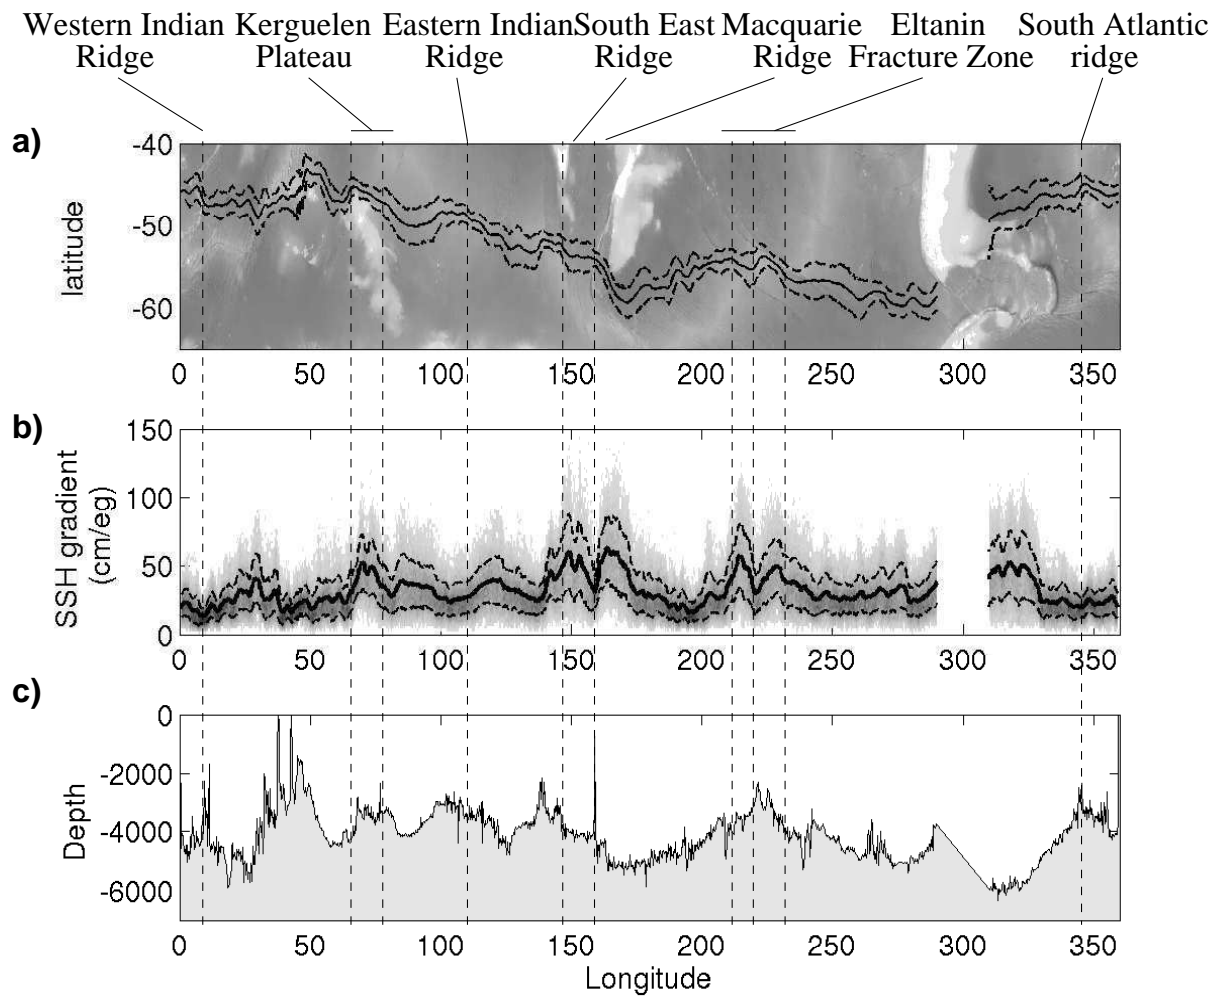 Western Indian Kerguelen Eastern Indian South East Macquarie Eltanin South Atlantic
Ridge Plateau Ridge Ridge Ridge Fracture Zone ridge
a)
-40
-50
-60
latitude
0 50 100 150 200 250 300 350
b)
150
100
50
0
SSH gradient
(cm/eg)
0 50 100 150 200 250 300 350
c)
0
-2000
-4000
-6000
Depth
0 50 100 150 200 250 300 350
Longitude